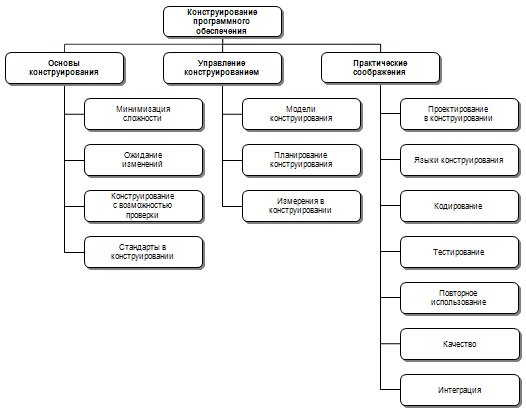 Конструирование
программного
обеспечения
Основы
конструирования
Управление
конструированием
Практические
соображения
Минимизация
сложности
Ожидание
изменений
Конструирование
с возможностью
проверки
Стандарты в
конструировании
Модели
конструирования
Планирование
конструирования
Измерения в
конструировании
Проектирование
в конструировании
Языки конструирования
Кодирование
Тестирование
Повторное
использование
Качество
Интеграция